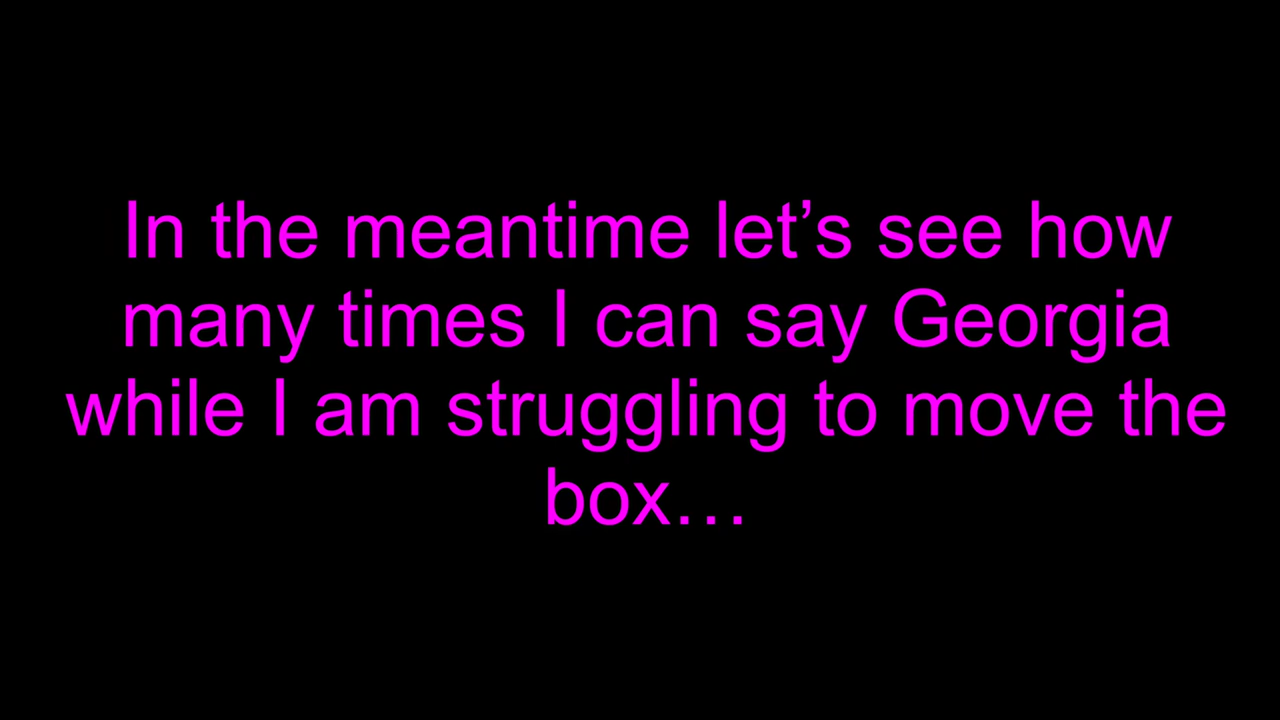 In the meantime let’s see how
many times I can say Georgia
while I am struggling to move the
box…